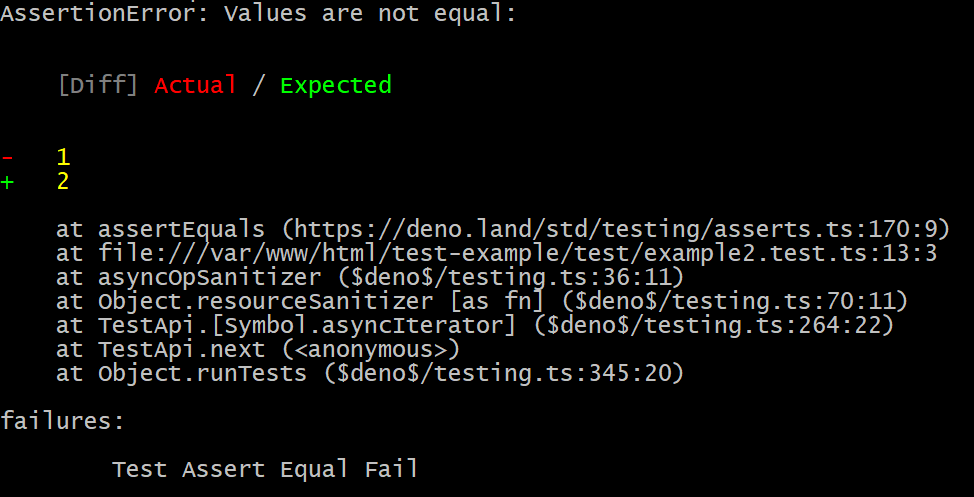 AssertionError: Values are not equal:
[Diff] Actual / Expected
-   1
+   2
at assertEquals (https://deno.land/std/testing/asserts.ts:170:9)
at file:///var/www/html/test-example/test/example2.test.ts:13:3
at asyncOpSanitizer ($deno$/testing.ts:36:11)
at Object.resourceSanitizer [as fn] ($deno$/testing.ts:70:11)
at TestApi.[Symbol.asyncIterator] ($deno$/testing.ts:264:22)
at TestApi.next (<anonymous>)
at Object.runTests ($deno$/testing.ts:345:20)
failures:
Test Assert Equal Fail